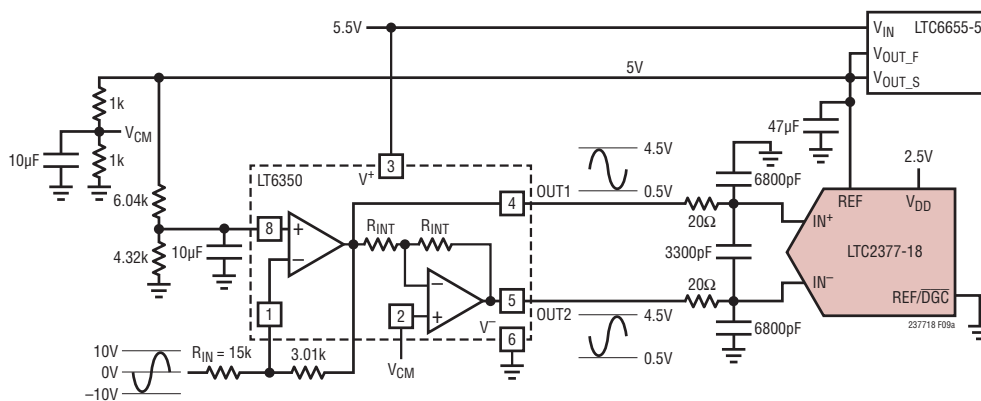 5.5V
VIN
LTC6655-5
VOUT_F
VOUT_S
5V
1k
VCM
10µF
1k
47µF
3
V+
LT6350
4
OUT1
4.5V
0.5V
6800pF
2.5V
6.04k
8
+
–
RINT
RINT
20Ω
REF
VDD
IN+
10µF
4.32k
3300pF
LTC2377-18
–
+
1
2
5
V–
OUT2
20Ω
IN–
REF/DGC
6
4.5V
0.5V
6800pF
237718 F09a
10V
0V
–10V
RIN = 15k
3.01k
VCM